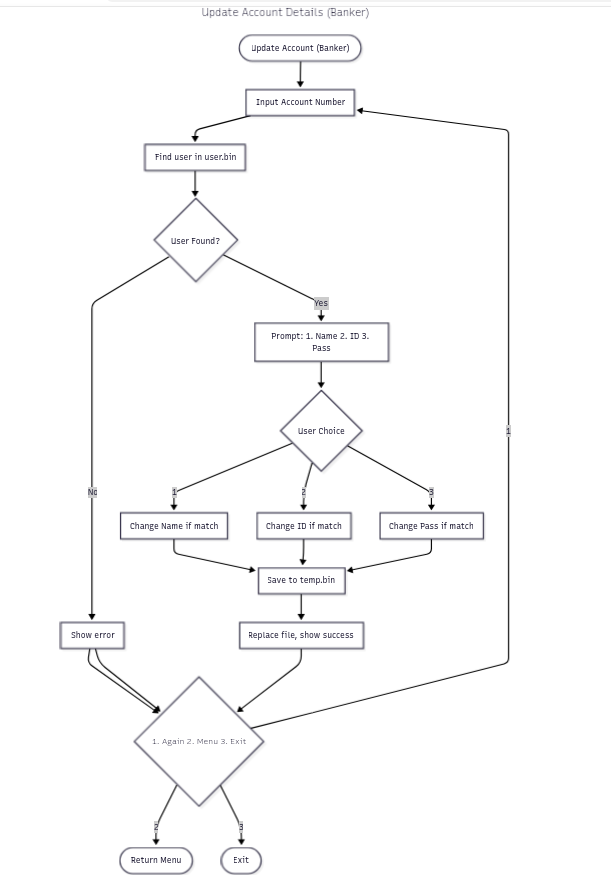 Update Account Details (Banker)
Update Account (Banker)
Input Account Number
Find user in user.bin
User Found?
Yes
Prompt: 1. Name 2. ID 3.
Pass
User Choice
1
No
1
2
3
Change Name if match
Change ID if match
Change Pass if match
Save to temp.bin
Show error
Replace file, show success
1. Again 2. Menu 3. Exit
2
3
Return Menu
Exit